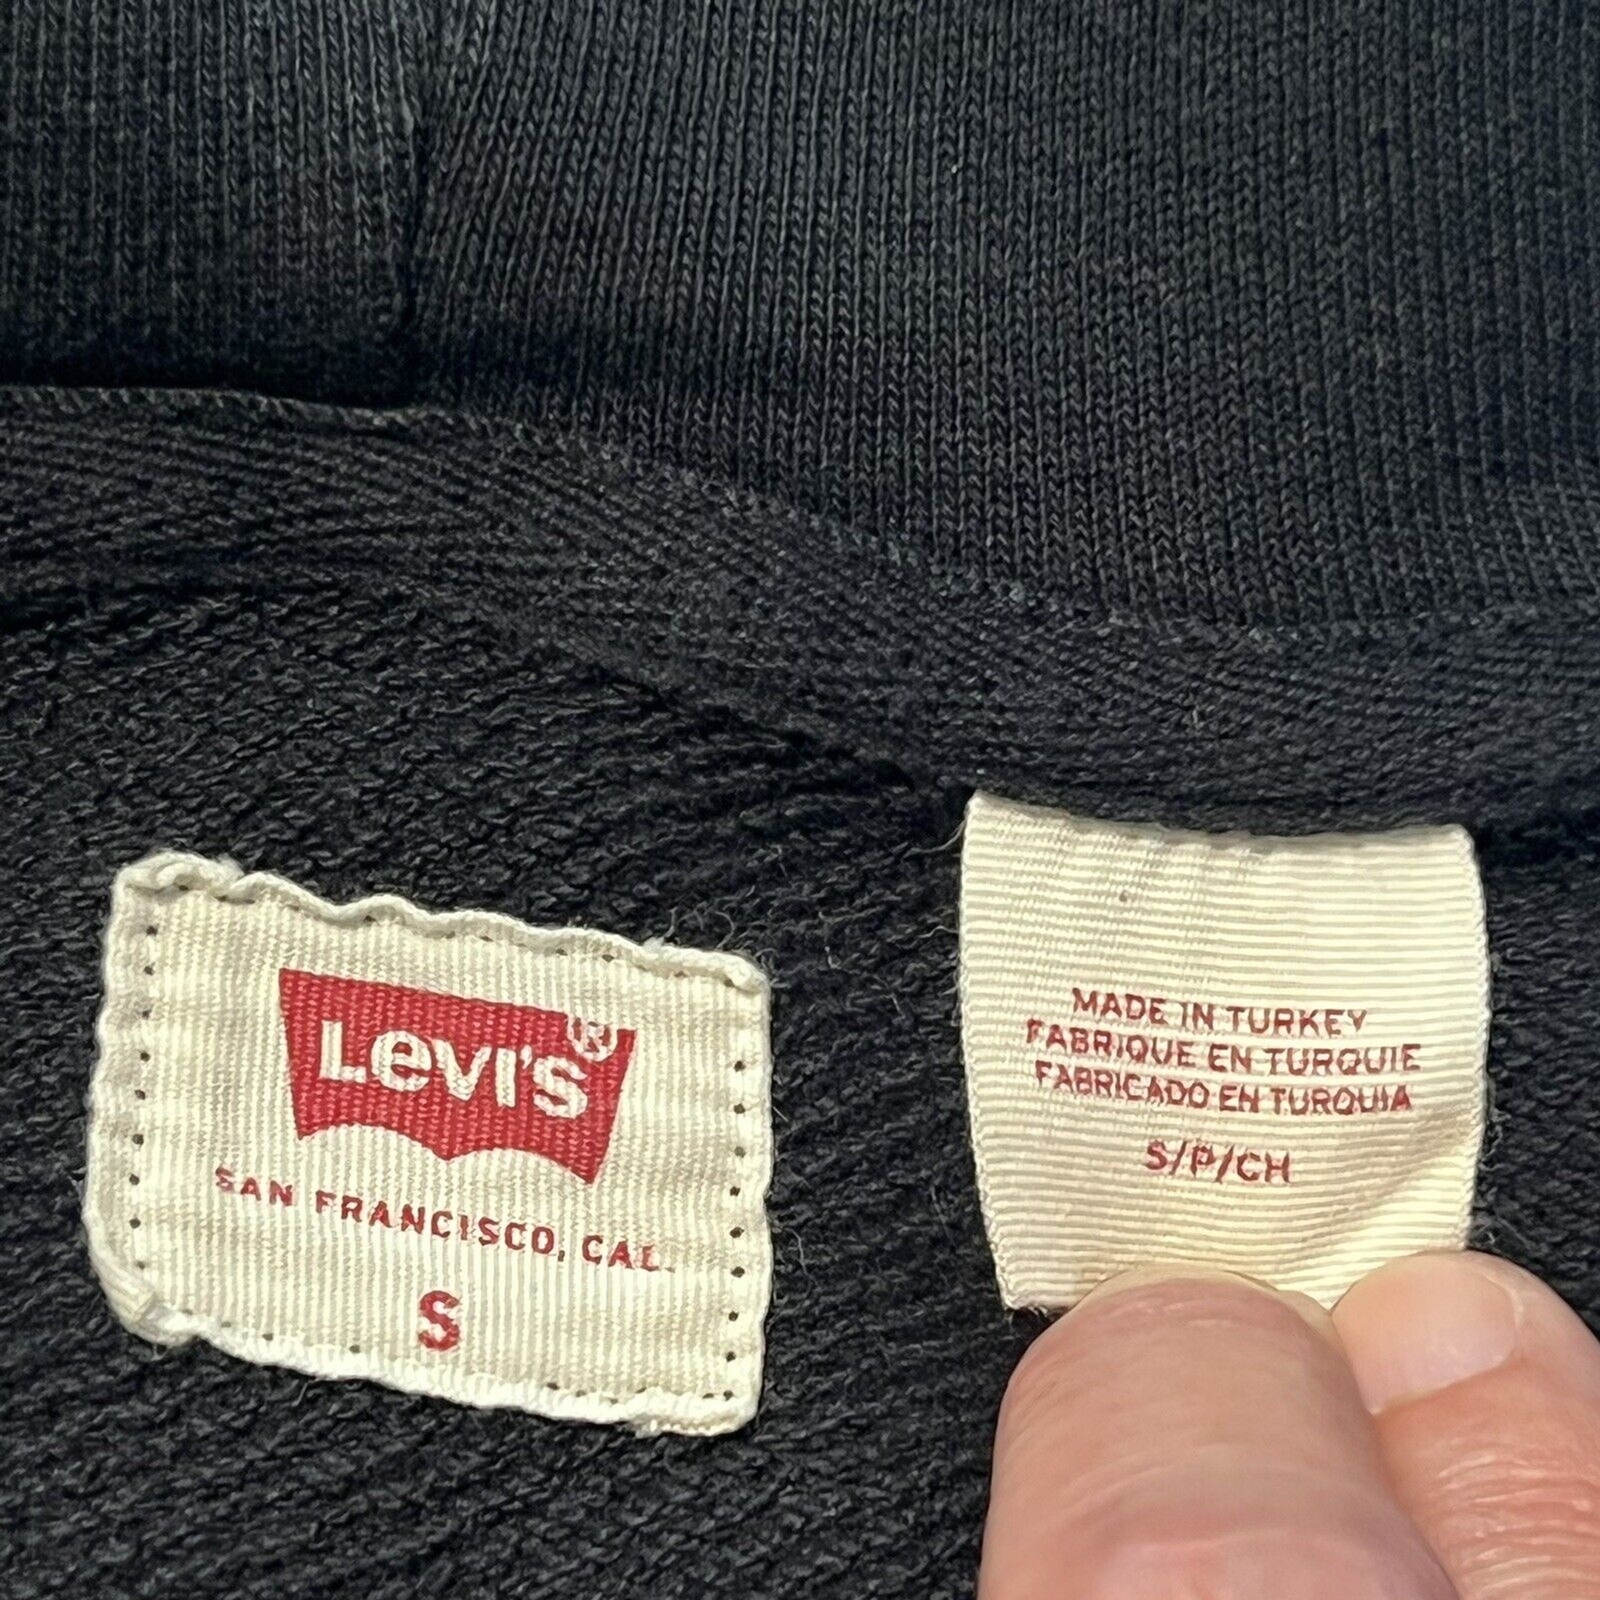 Levi's®
SAN FRANCISCO, CAL.
S
MADE IN TURKEY
FABRIQUE EN TURQUIE
FABRICADO EN TURQUIA
S/P/CH